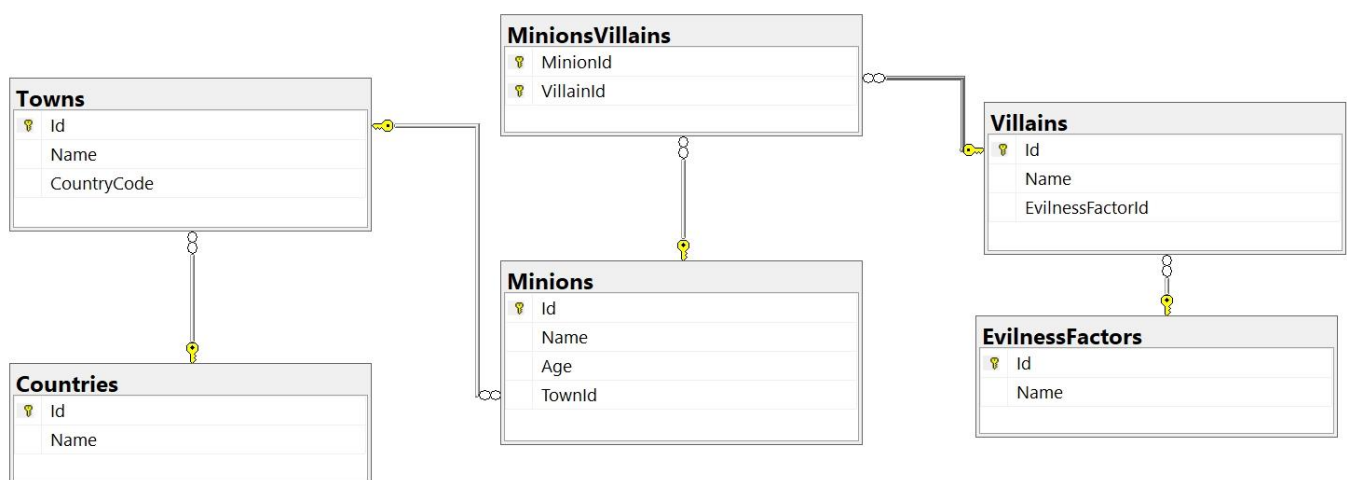 Towns
Id
Name
CountryCode
Countries
Id
Name
MinionsVillains
MinionId
VillainId
Minions
Id
Name
Age
TownId
Villains
Id
Name
EvilnessFactorId
EvilnessFactors
Id
Name